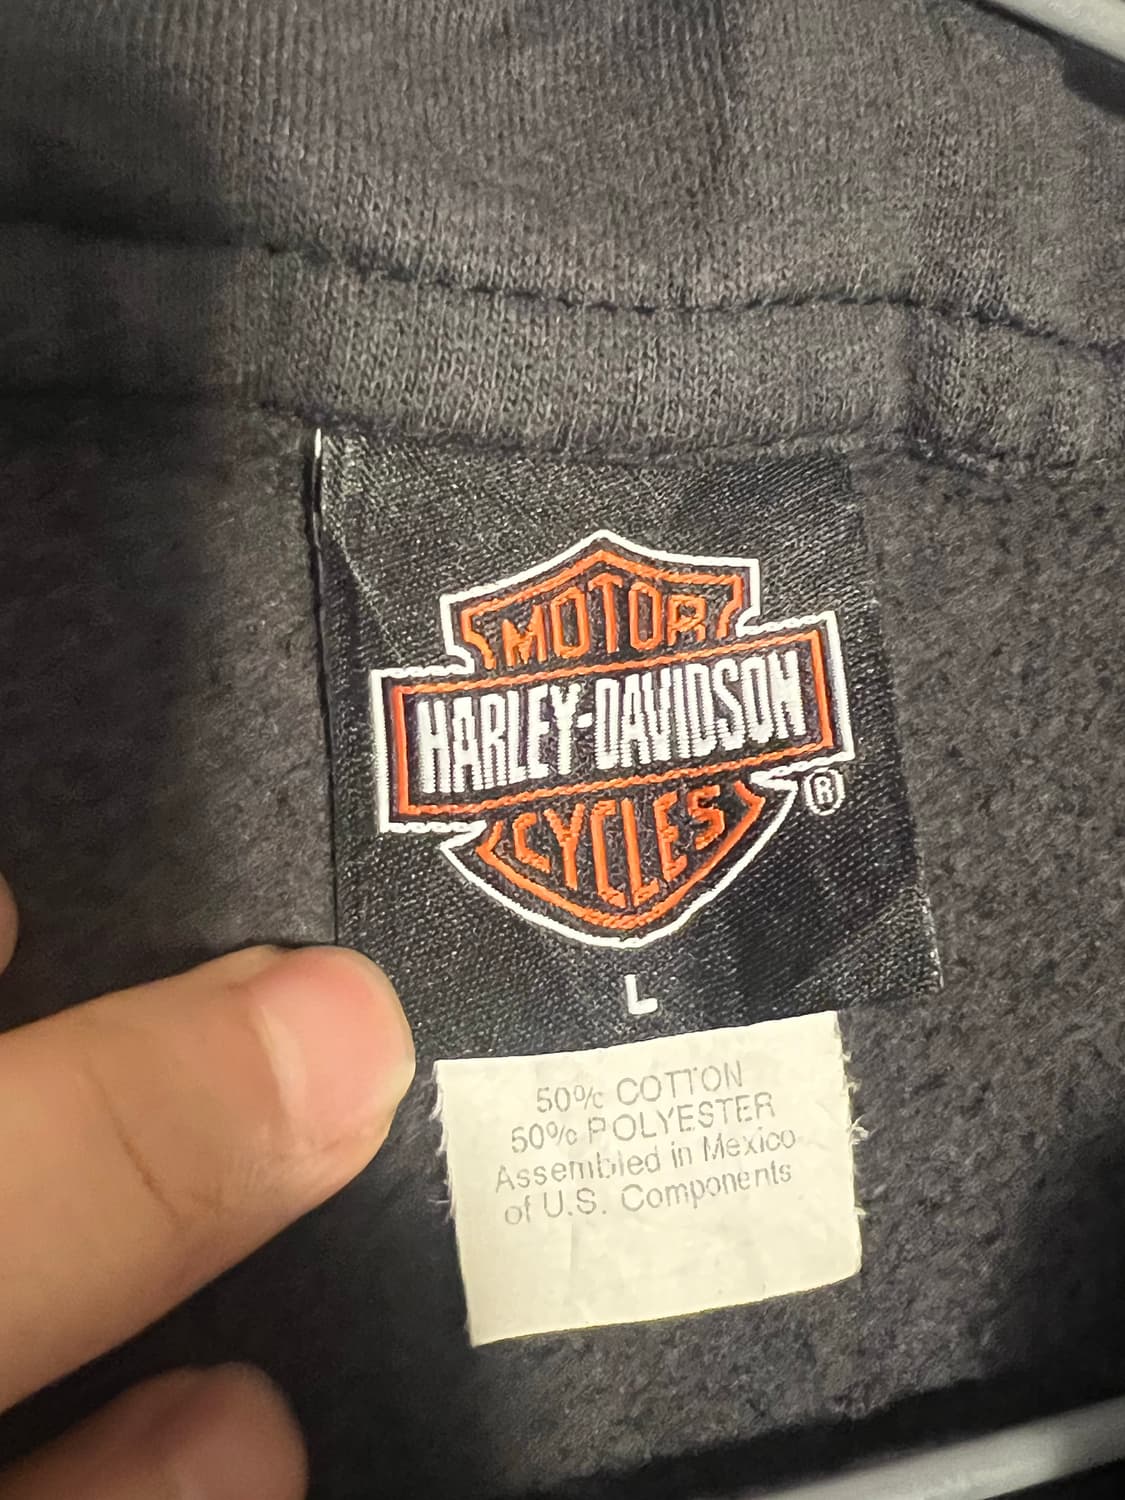 MOTOR
HARLEY-DAVIDSON
®
CYCLES
L
50% COTTON
50% POLYESTER
Assembled in Mexico
of U.S. Components